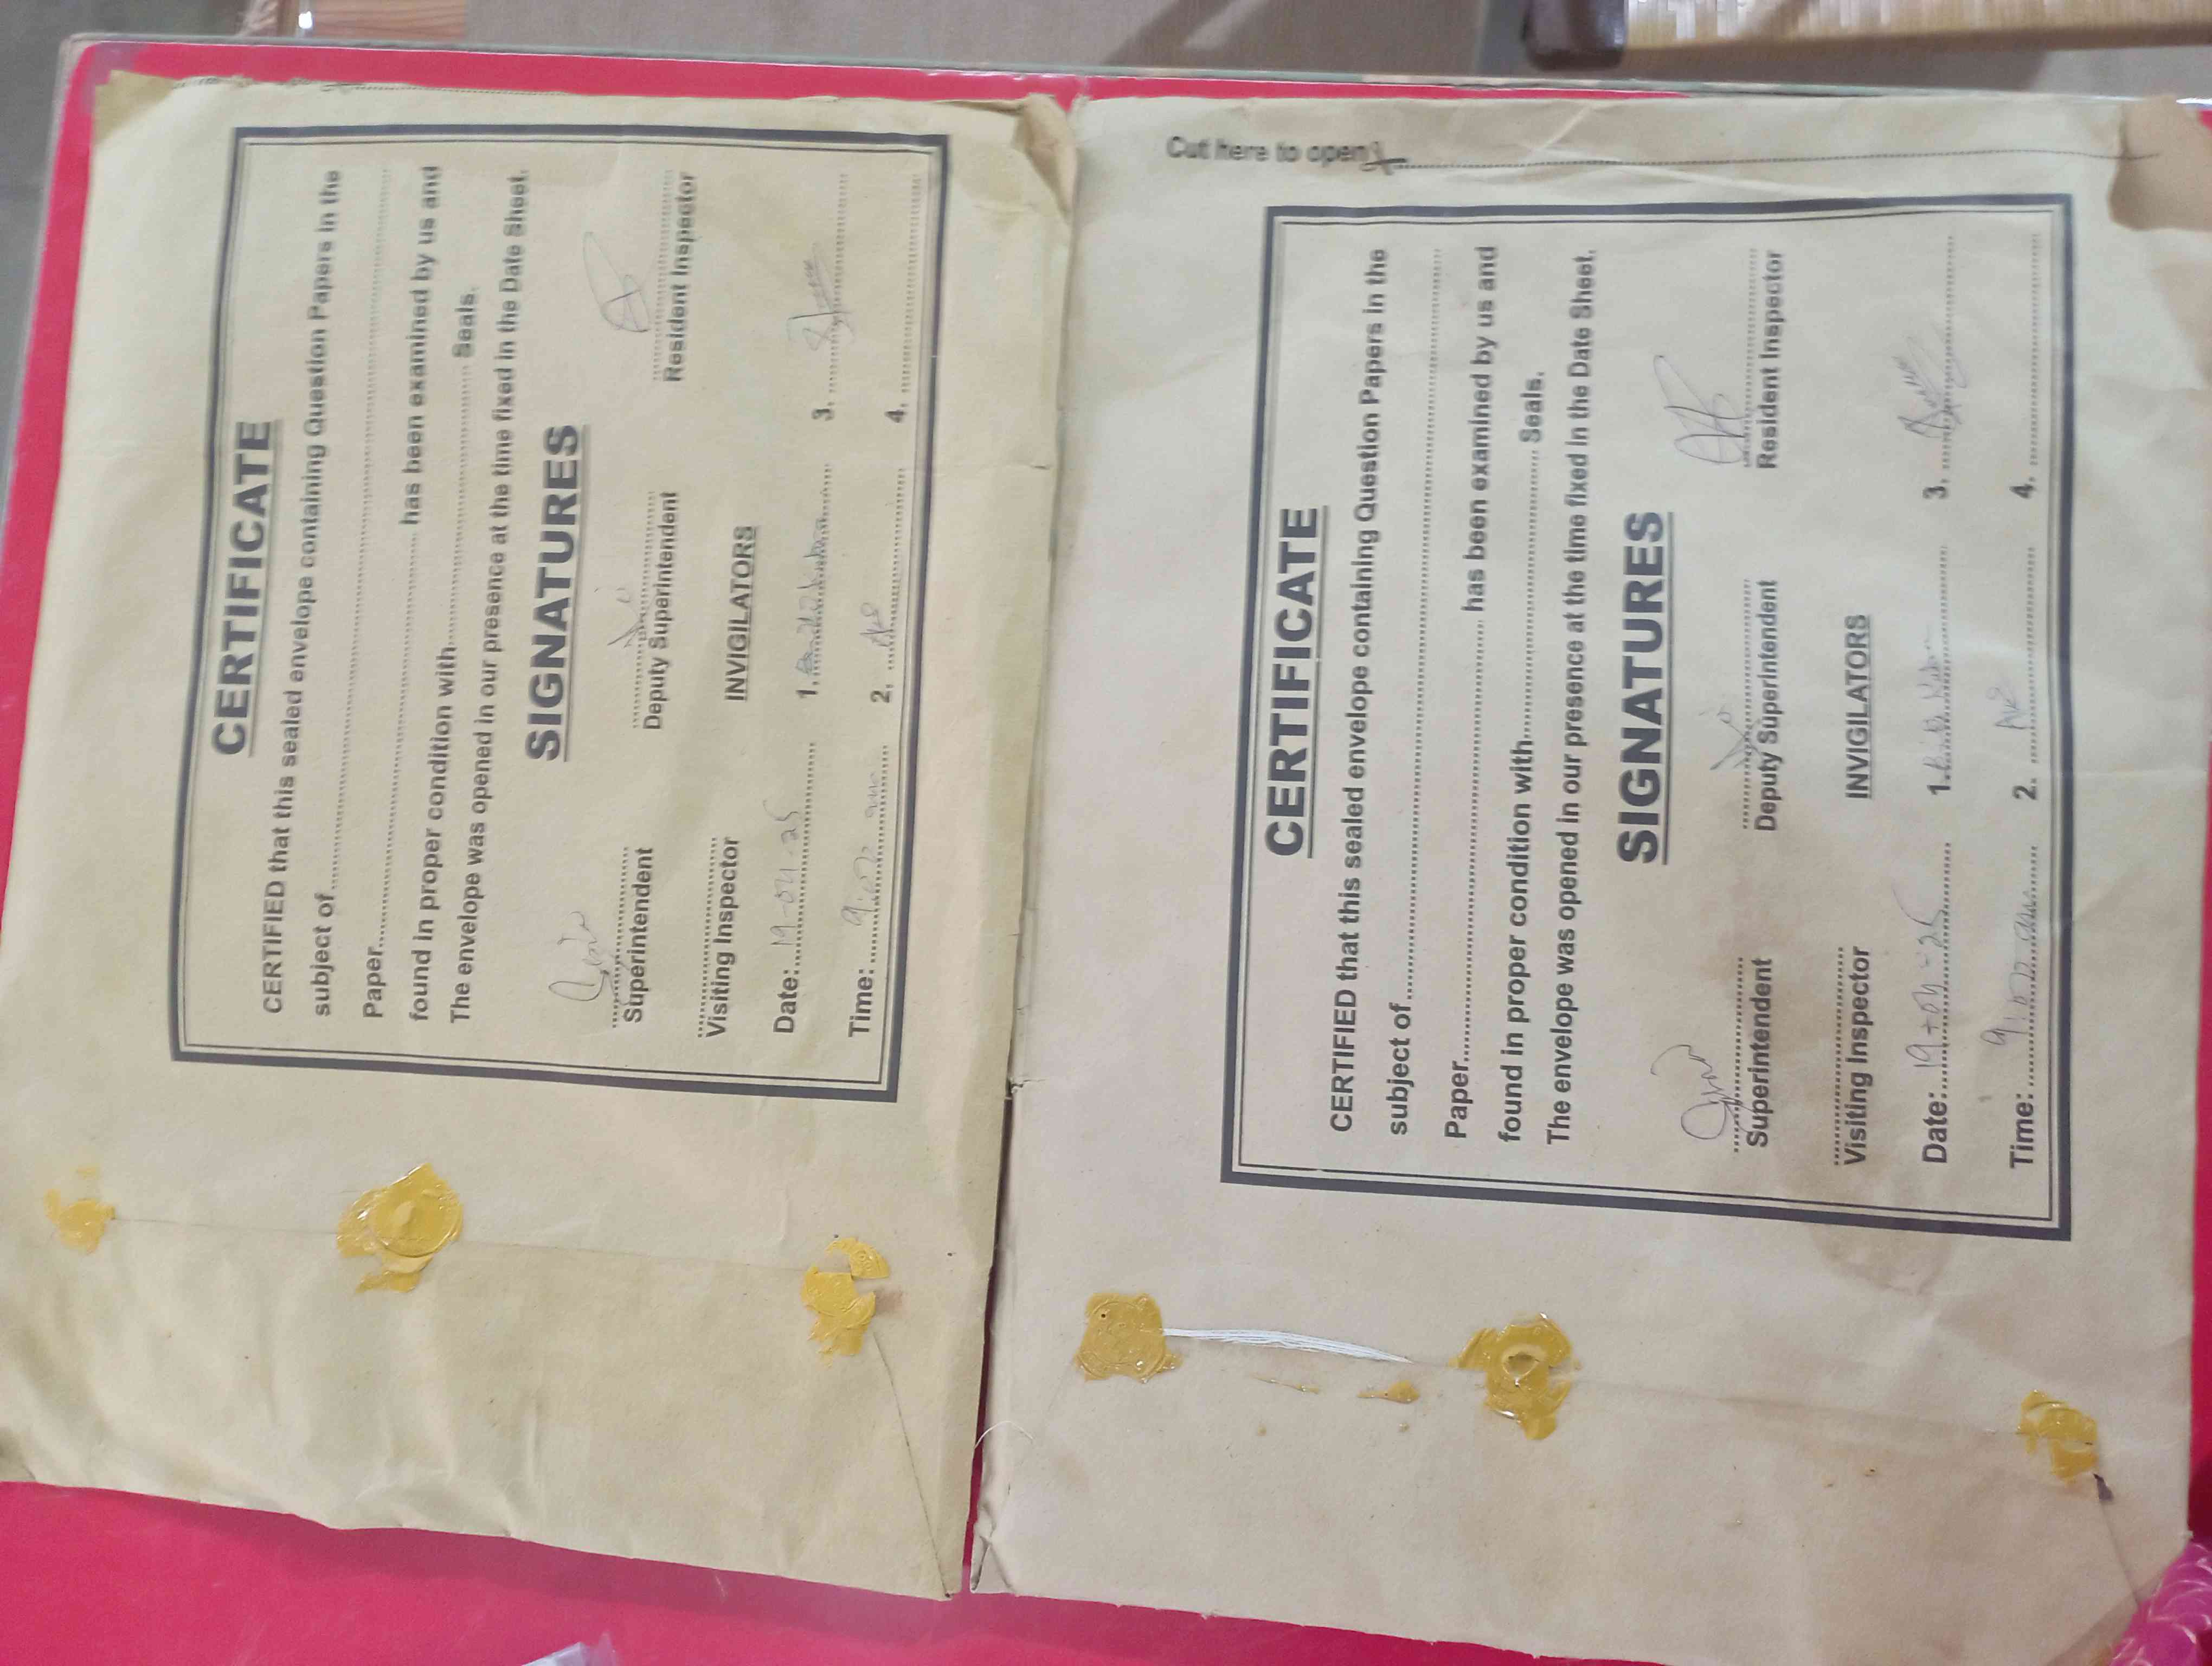 CERTIFICATE
CERTIFIED that this sealed envelope containing Question Papers in the
subject of
Paper has been examined by us and
found in proper condition with Seals.
The envelope was opened in our presence at the time fixed in the Date Sheet.
SIGNATURES
Superintendent Deputy Superintendent Resident Inspector
Visiting Inspector INVIGILATORS
Date: 19-04-25 1. 3.
Time: 2. 4.
Cut here to open
CERTIFICATE
CERTIFIED that this sealed envelope containing Question Papers in the
subject of
Paper has been examined by us and
found in proper condition with Seals.
The envelope was opened in our presence at the time fixed in the Date Sheet.
SIGNATURES
Superintendent Deputy Superintendent Resident Inspector
Visiting Inspector INVIGILATORS
Date: 19-04-25 1. 3.
Time: 2. 4.